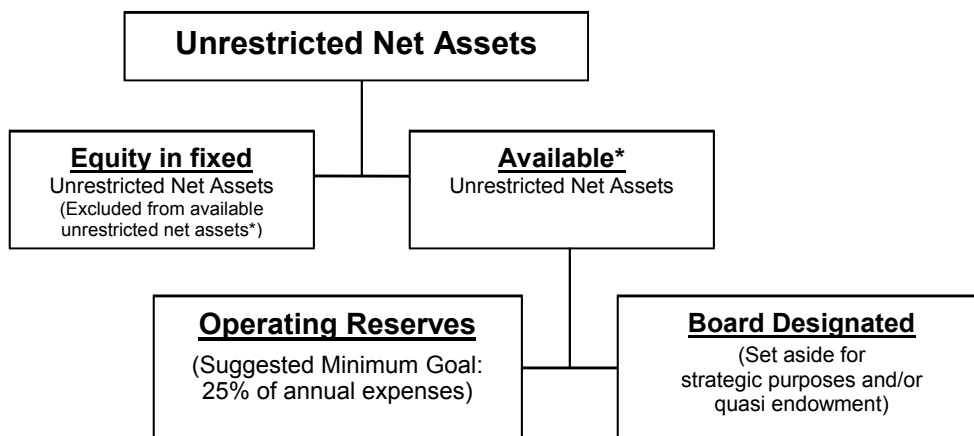 Unrestricted Net Assets
Equity in fixed
Unrestricted Net Assets
(Excluded from available
unrestricted net assets*)
Available*
Unrestricted Net Assets
Operating Reserves
(Suggested Minimum Goal:
25% of annual expenses)
Board Designated
(Set aside for
strategic purposes and/or
quasi endowment)